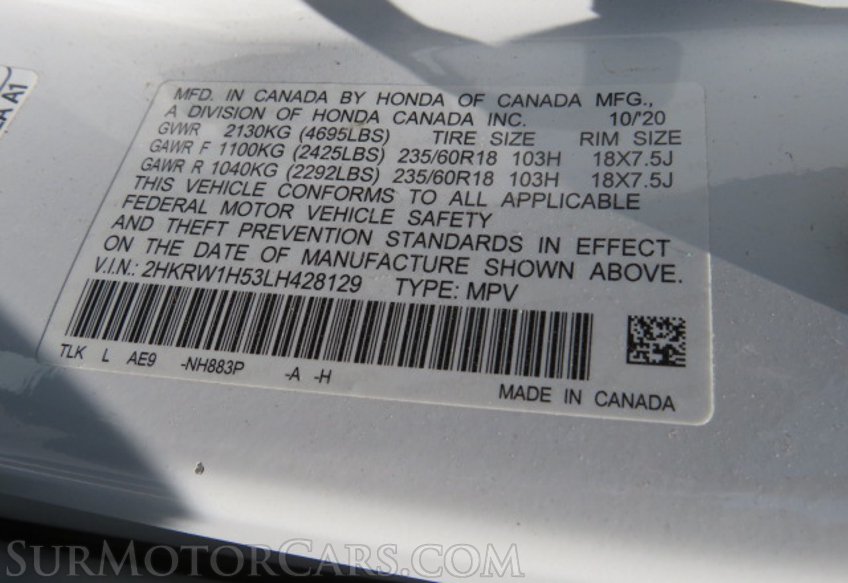 MFD. IN CANADA BY HONDA OF CANADA MFG.,
A DIVISION OF HONDA CANADA INC. 10/'20
GVWR 2130KG (4695LBS) TIRE SIZE RIM SIZE
GAWR F 1100KG (2425LBS) 235/60R18 103H 18X7.5J
GAWR R 1040KG (2292LBS) 235/60R18 103H 18X7.5J
THIS VEHICLE CONFORMS TO ALL APPLICABLE
FEDERAL MOTOR VEHICLE SAFETY
AND THEFT PREVENTION STANDARDS IN EFFECT
ON THE DATE OF MANUFACTURE SHOWN ABOVE.
V.I.N.: 2HKRW1H53LH428129 TYPE: MPV
TLK L AE9 -NH883P -A -H
MADE IN CANADA
A1
SURMOTORCARS.COM